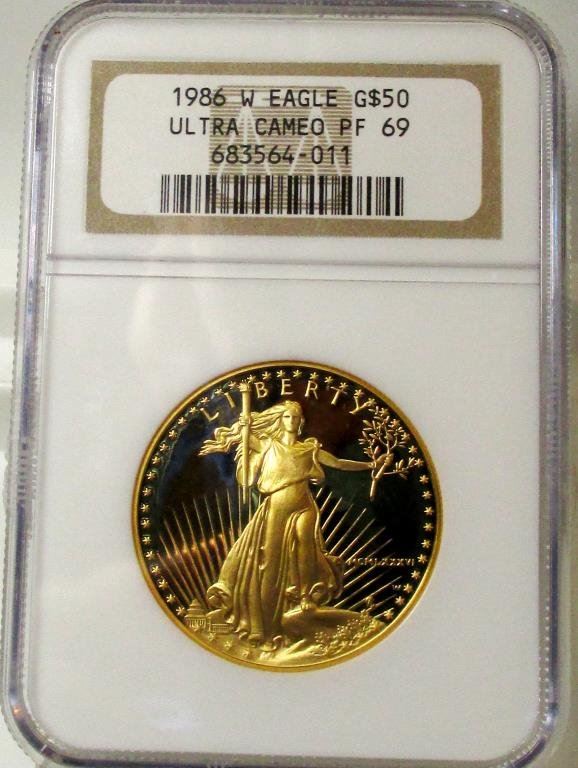 1986 W EAGLE G$50
ULTRA CAMEO PF 69
683564-011
LIBERTY
MCMLXXXVI
W